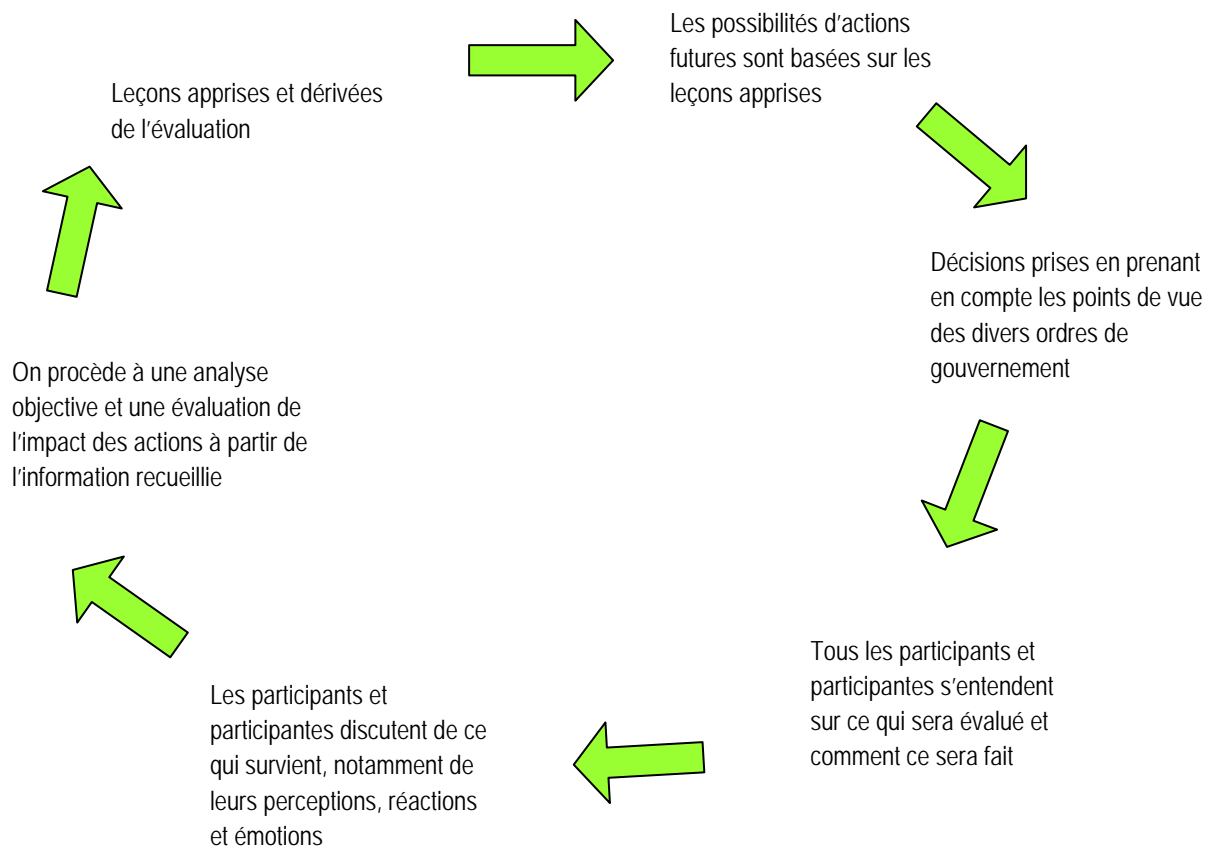 Leçons apprises et dérivées
de l'évaluation
Les possibilités d'actions
futures sont basées sur les
leçons apprises
Décisions prises en prenant
en compte les points de vue
des divers ordres de
gouvernement
Tous les participants et
participantes s'entendent
sur ce qui sera évalué et
comment ce sera fait
Les participants et
participantes discutent de ce
qui survient, notamment de
leurs perceptions, réactions
et émotions
On procède à une analyse
objective et une évaluation de
l'impact des actions à partir de
l'information recueillie